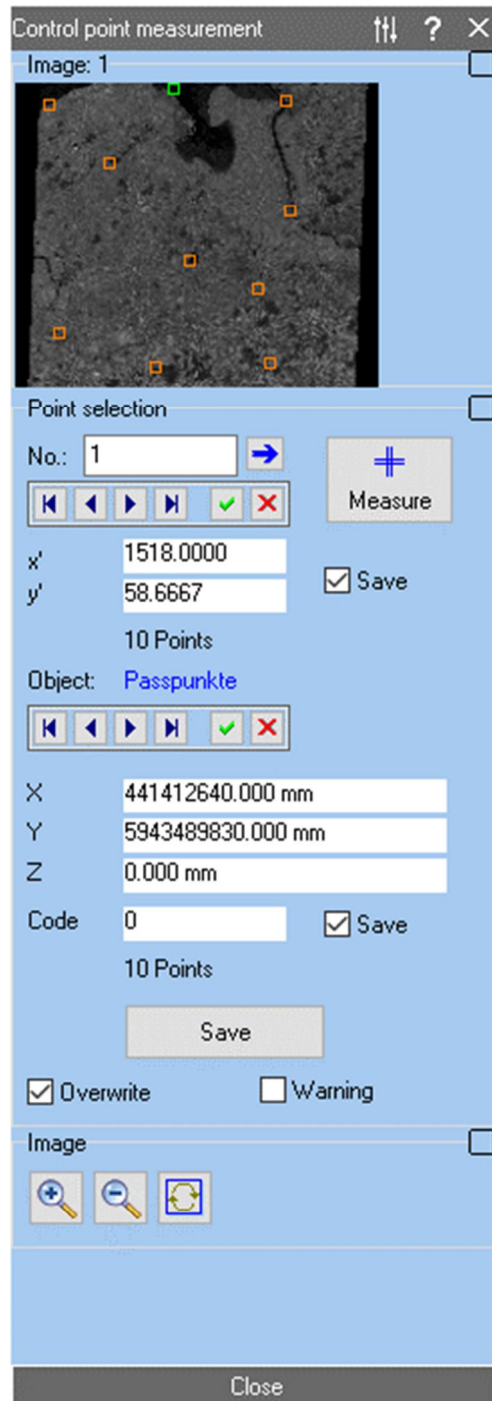 Control point measurement ?
Image: 1
Point selection
No.: 1
Measure
x' 1518.0000
y' 58.6667
Save
10 Points
Object: Passpunkte
X 441412640.000 mm
Y 5943489830.000 mm
Z 0.000 mm
Code 0 Save
10 Points
Save
Overwrite Warning
Image
Close